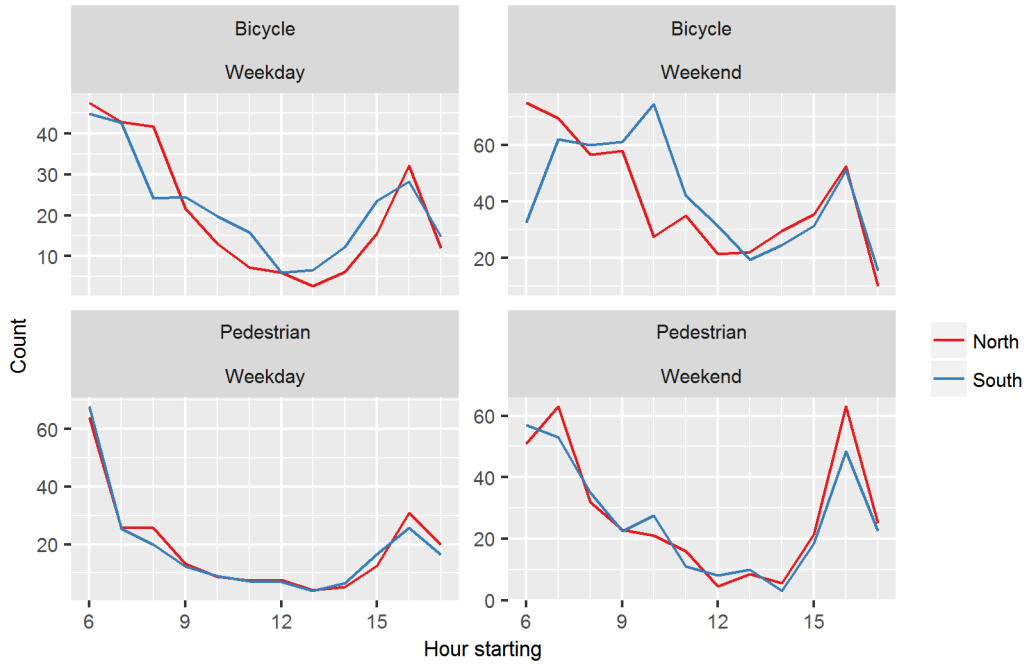 Bicycle
Weekday
Bicycle
Weekend
40
30
20
10
60
40
20
Pedestrian
Weekday
Pedestrian
Weekend
60
40
20
60
40
20
0
6 9 12 15
6 9 12 15
Hour starting
Count
North
South